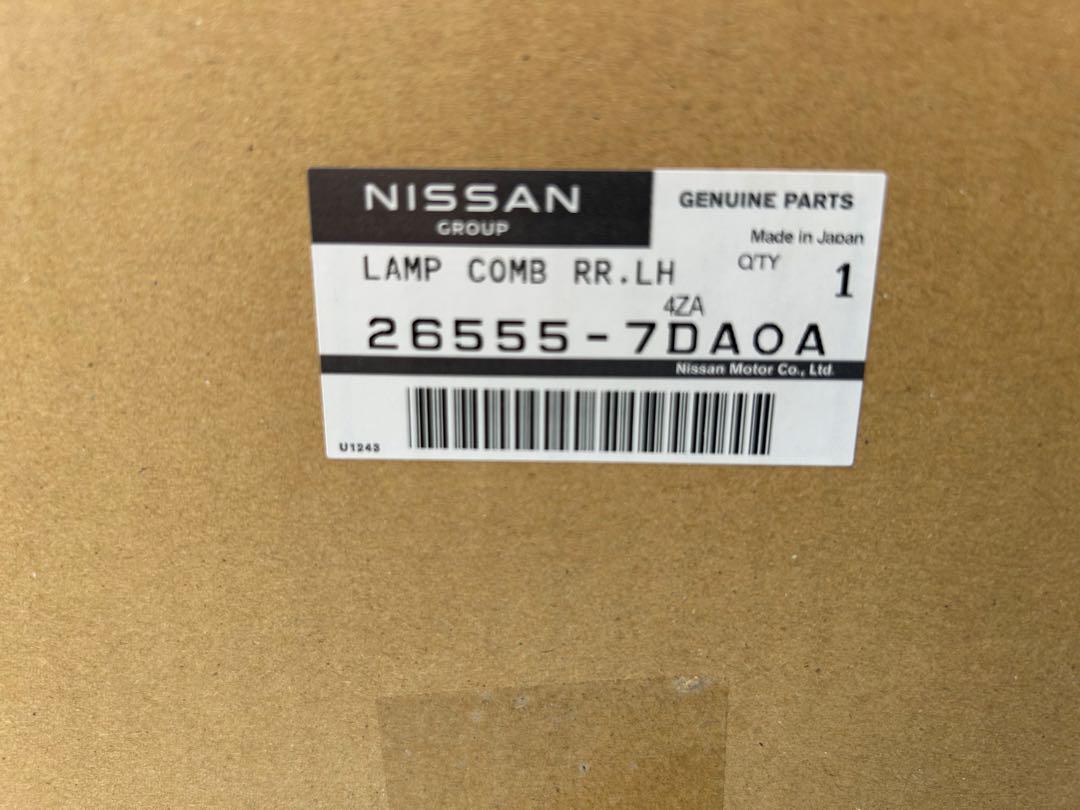 NISSAN
GROUP
GENUINE PARTS
Made in Japan
LAMP COMB RR.LH
Q'TY 1
4ZA
26555-7DA0A
Nissan Motor Co., Ltd.
U1243